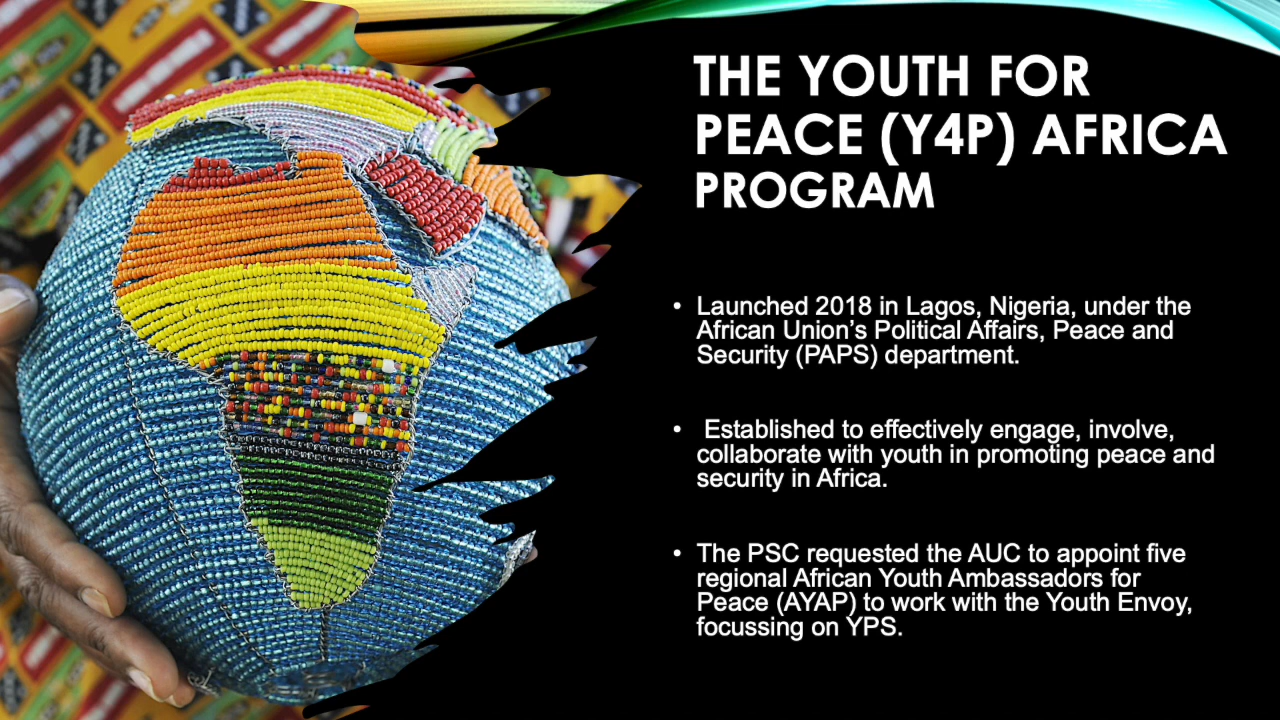 THE YOUTH FOR
PEACE (Y4P) AFRICA
PROGRAM
• Launched 2018 in Lagos, Nigeria, under the
African Union’s Political Affairs, Peace and
Security (PAPS) department.
• Established to effectively engage, involve,
collaborate with youth in promoting peace and
security in Africa.
• The PSC requested the AUC to appoint five
regional African Youth Ambassadors for
Peace (AYAP) to work with the Youth Envoy,
focussing on YPS.